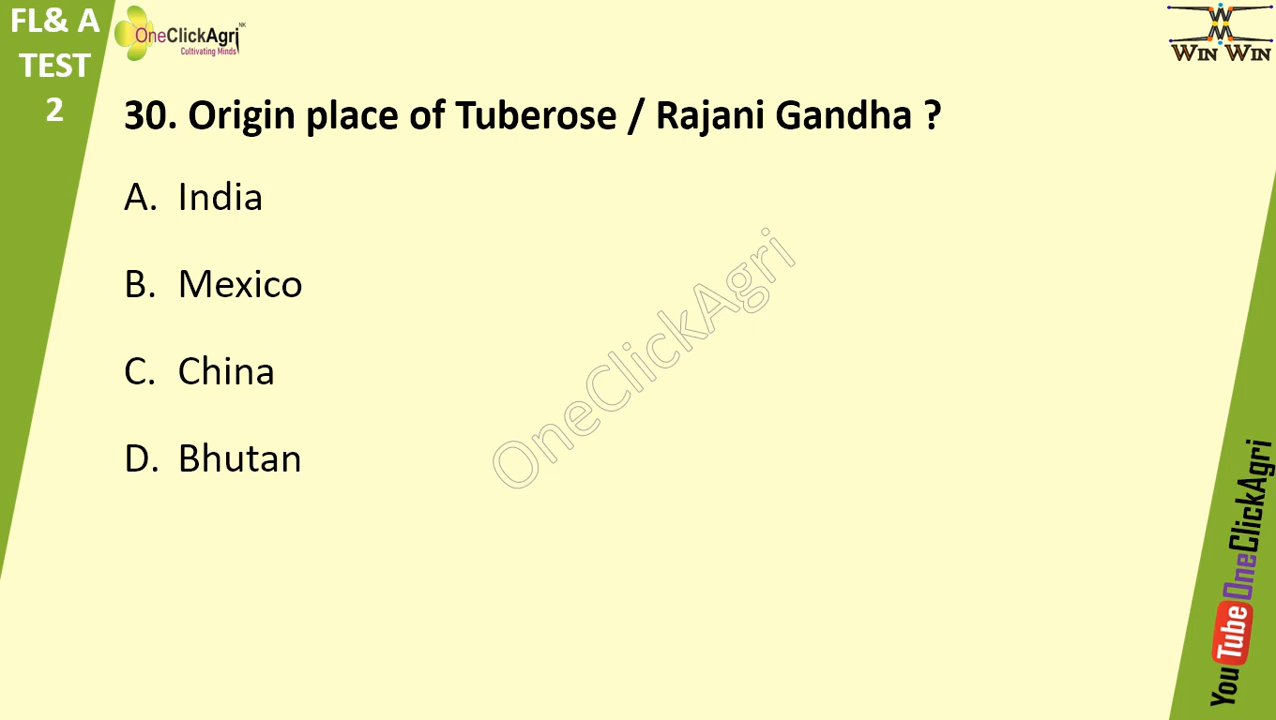 FL& A
TEST
2
OneClickAgri
NK
Cultivating Minds
WIN WIN
30. Origin place of Tuberose / Rajani Gandha ?
A. India
B. Mexico
C. China
D. Bhutan
OneClickAgri
YouTube OneClickAgri